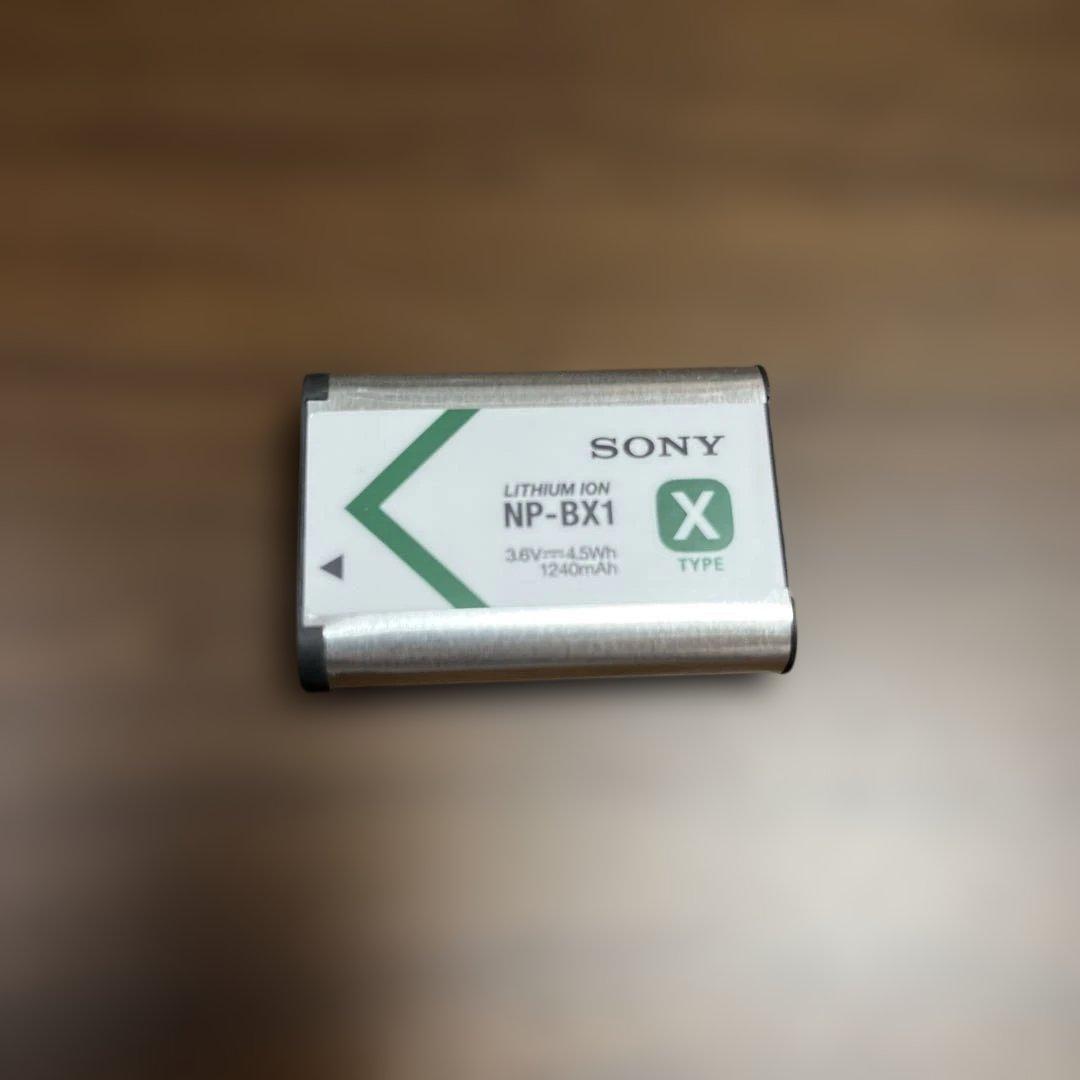 SONY
LITHIUM ION
NP-BX1
X
3.6V⎓4.5Wh
1240mAh
TYPE